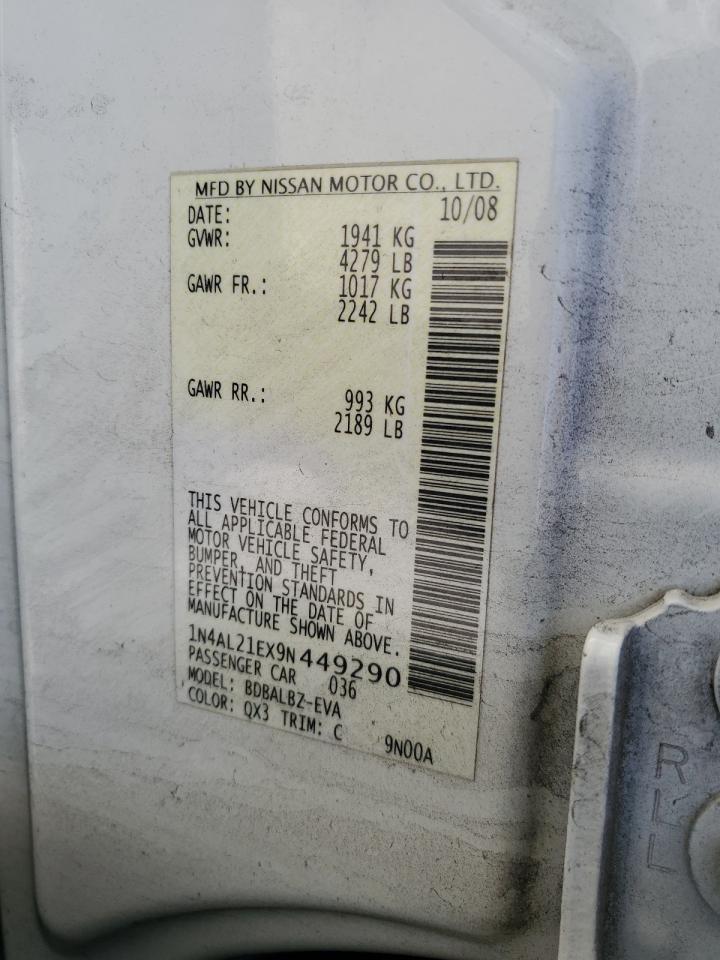 MFD BY NISSAN MOTOR CO., LTD.
DATE: 10/08
GVWR: 1941 KG
4279 LB
GAWR FR.: 1017 KG
2242 LB
GAWR RR.: 993 KG
2189 LB
THIS VEHICLE CONFORMS TO
ALL APPLICABLE FEDERAL
MOTOR VEHICLE SAFETY,
BUMPER, AND THEFT
PREVENTION STANDARDS IN
EFFECT ON THE DATE OF
MANUFACTURE SHOWN ABOVE.
1N4AL21EX9N449290
PASSENGER CAR 036
MODEL: BDBALBZ-EVA
COLOR: QX3 TRIM: C 9N00A
R
L
L